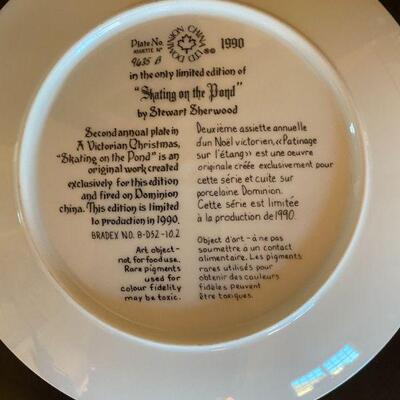 Plate No.
ASSIETTE Nº
9635 B
DOMINION CHINA LTD
®
1990
in the only limited edition of
"Skating on the Pond"
by Stewart Sherwood
Second annual plate in
A Victorian Christmas,
"Skating on the Pond" is an
original work created
exclusively for this edition
and fired on Dominion
china. This edition is limited
to production in 1990.
BRADEX NO. 8-D52-10.2
Art object-
not for food use.
Rare pigments
used for
colour fidelity
may be toxic.
Deuxième assiette annuelle
d'un Noël victorien, «Patinage
sur l'étang» est une oeuvre
originale créée exclusivement pour
cette série et cuite sur
porcelaine Dominion.
Cette série est limitée
à la production de 1990.
Object d'art - à ne pas
soumettre à un contact
alimentaire. Les pigments
rares utilisés pour
obtenir des couleurs
fidèles peuvent
être toxiques.